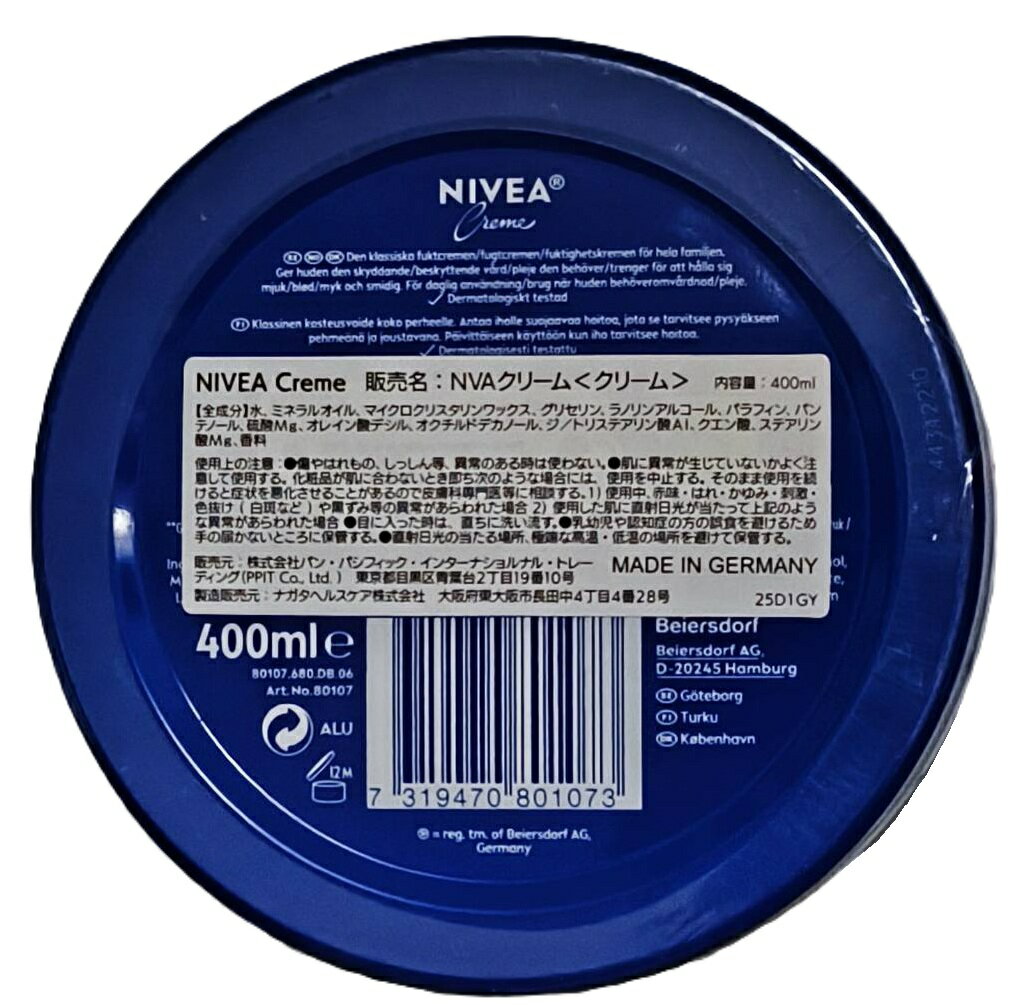 NIVEA®
Creme
SE NO DK Den klassiska fuktcremen/fugtcremen/fuktighetskremen för hela familjen.
Ger huden den skyddande/beskyttende vård/pleje den behöver/trenger för att hålla sig
mjuk/blød/myk och smidig. För daglig användning/brug när huden behöveromvårdnad/pleje.
✓ Dermatologiskt testad
FI Klassinen kosteusvoide koko perheelle. Antaa iholle suojaavaa hoitoa, jota se tarvitsee pysyäkseen
pehmeänä ja joustavana. Päivittäiseen käyttöön kun iho tarvitsee hoitoa.
✓ Dermatologisesti testattu
NIVEA Creme 販売名:NVAクリーム<クリーム> 内容量:400ml
【全成分】水、ミネラルオイル、マイクロクリスタリンワックス、グリセリン、ラノリンアルコール、パラフィン、パン
テノール、硫酸Mg、オレイン酸デシル、オクチルドデカノール、ジ/トリステアリン酸Al、クエン酸、ステアリン
酸Mg、香料
使用上の注意:●傷やはれもの、しっしん等、異常のある時は使わない。●肌に異常が生じていないかよく注
意して使用する。化粧品が肌に合わないとき即ち次のような場合には、使用を中止する。そのまま使用を続
けると症状を悪化させることがあるので皮膚科専門医等に相談する。1) 使用中、赤味・はれ・かゆみ・刺激・
色抜け(白斑など)や黒ずみ等の異常があらわれた場合 2) 使用した肌に直射日光が当たって上記のよう
な異常があらわれた場合 ●目に入った時は、直ちに洗い流す。●乳幼児や認知症の方の誤食を避けるため
手の届かないところに保管する。●直射日光の当たる場所、極端な高温・低温の場所を避けて保管する。
販売元:株式会社パン・パシフィック・インターナショナル・トレー
ディング(PPIT Co., Ltd.) 東京都目黒区青葉台2丁目19番10号
MADE IN GERMANY
製造販売元:ナガタヘルスケア株式会社 大阪府東大阪市長田中4丁目4番28号 25D1GY
400ml e
80107.680.DB 06
Art. No. 80107
ALU
12M
7 319470 801073
Beiersdorf
Beiersdorf AG,
D-20245 Hamburg
SE Göteborg
FI Turku
DK København
® = reg. tm. of Beiersdorf AG,
Germany